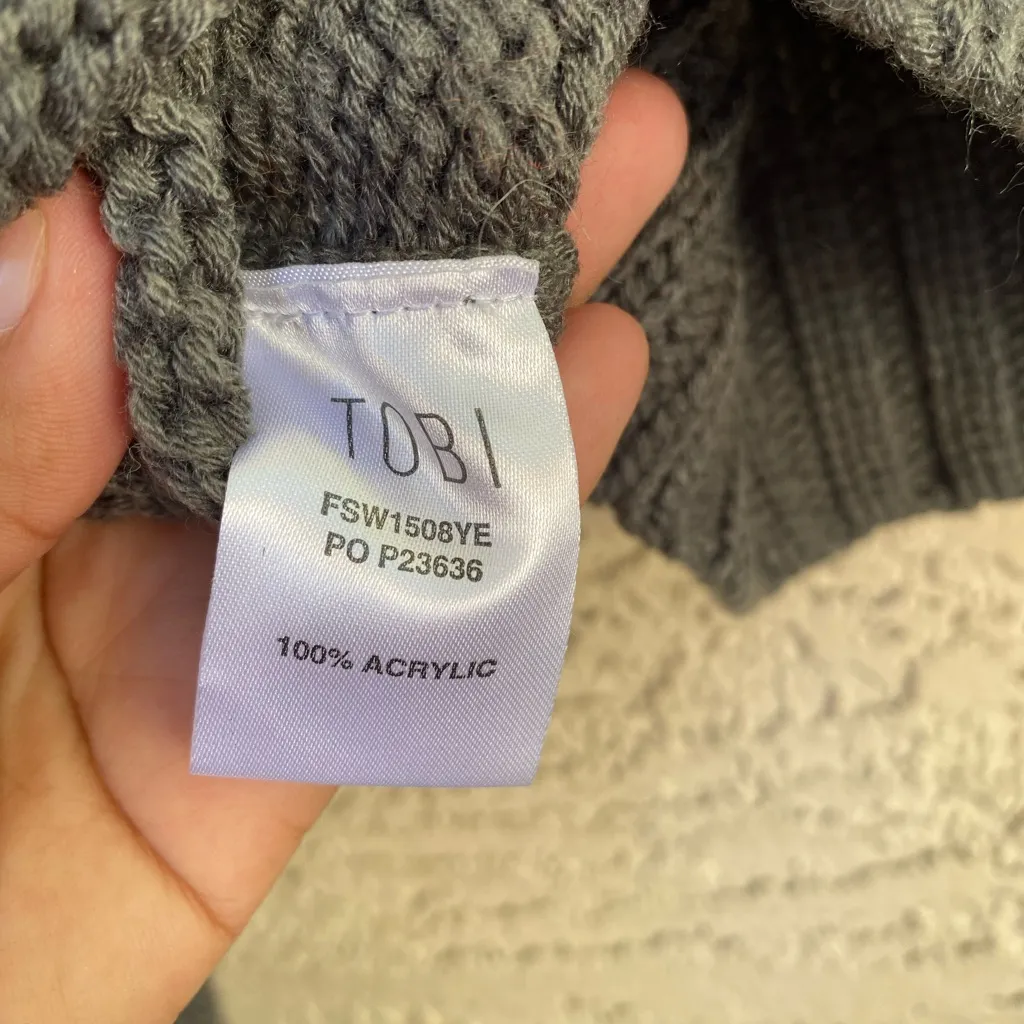 TOBI
FSW1508YE
PO P23636
100% ACRYLIC